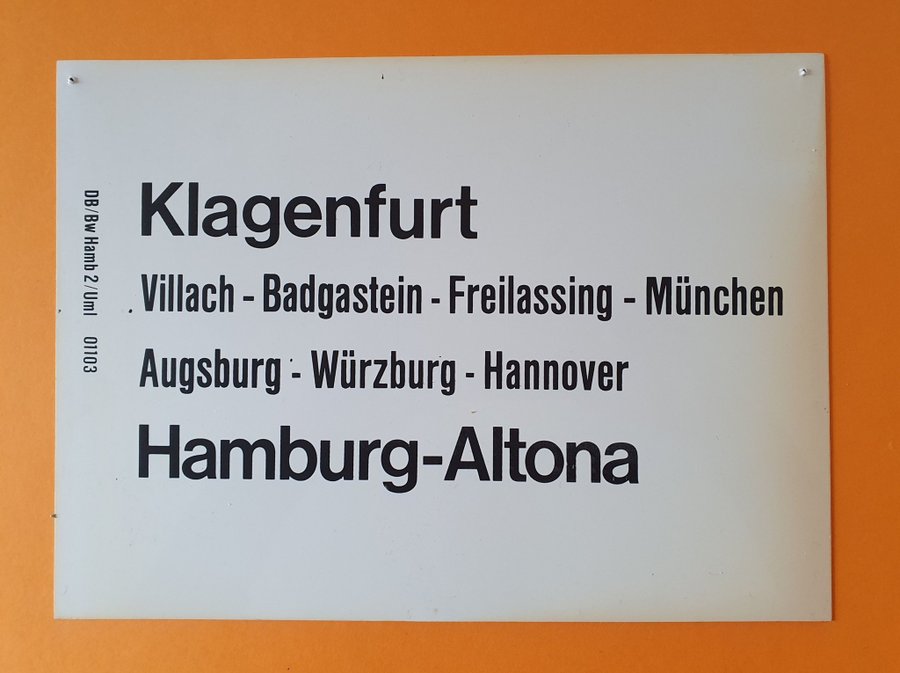 DB/Bw Hamb 2/Uml 01103
Klagenfurt
Villach - Badgastein - Freilassing - München
Augsburg - Würzburg - Hannover
Hamburg-Altona